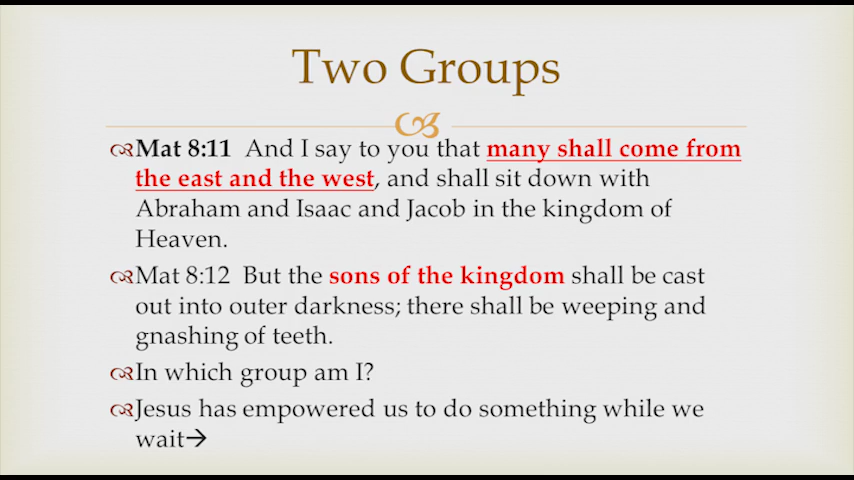 Two Groups
Mat 8:11 And I say to you that many shall come from
the east and the west, and shall sit down with
Abraham and Isaac and Jacob in the kingdom of
Heaven.
Mat 8:12 But the sons of the kingdom shall be cast
out into outer darkness; there shall be weeping and
gnashing of teeth.
In which group am I?
Jesus has empowered us to do something while we
wait→